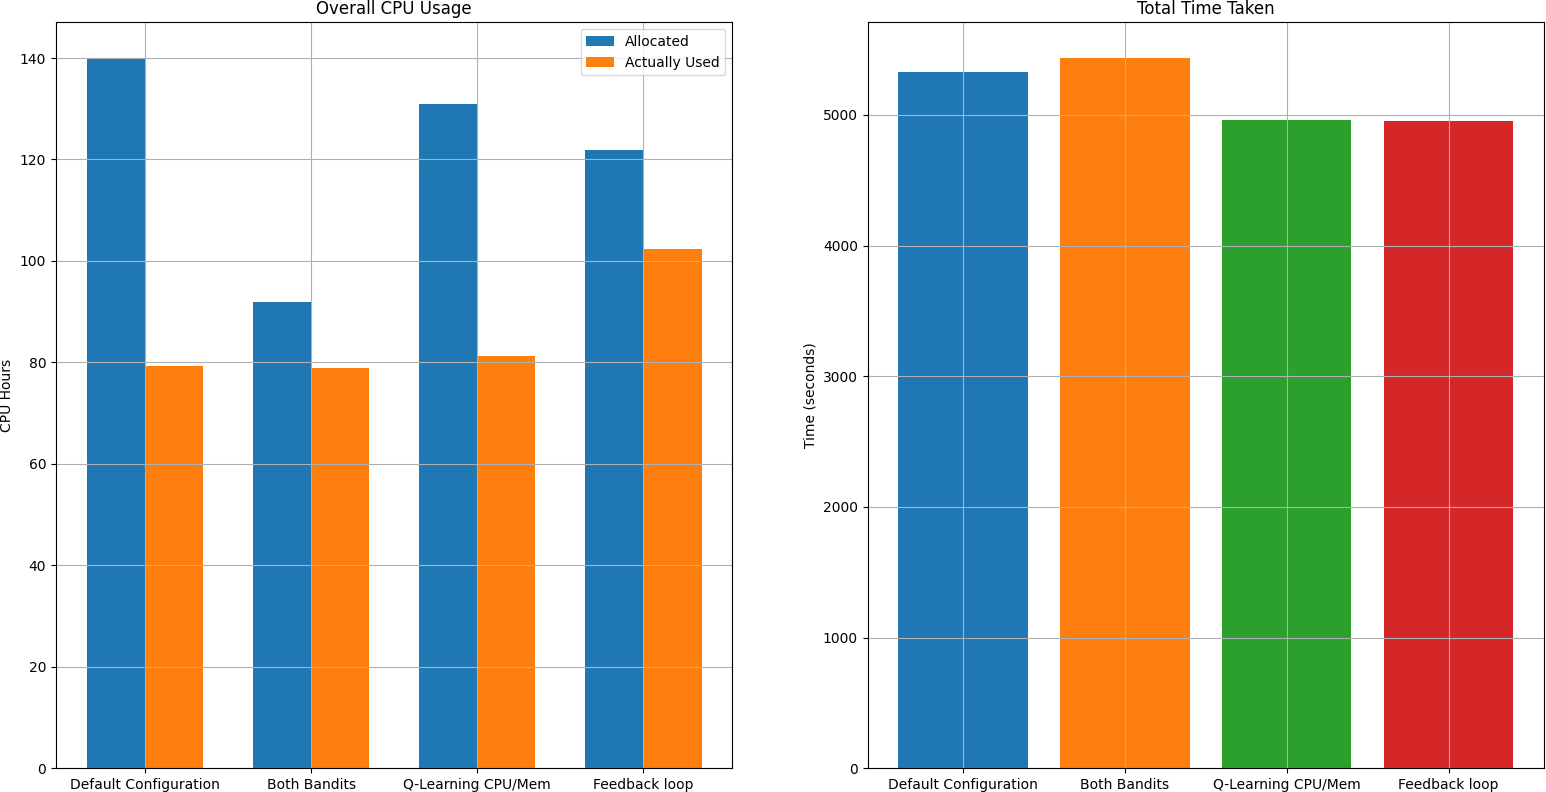 Overall CPU Usage
Allocated
Actually Used
140
120
100
80
60
40
20
0
CPU Hours
Default Configuration
Both Bandits
Q-Learning CPU/Mem
Feedback loop
Total Time Taken
5000
4000
3000
2000
1000
0
Time (seconds)
Default Configuration
Both Bandits
Q-Learning CPU/Mem
Feedback loop